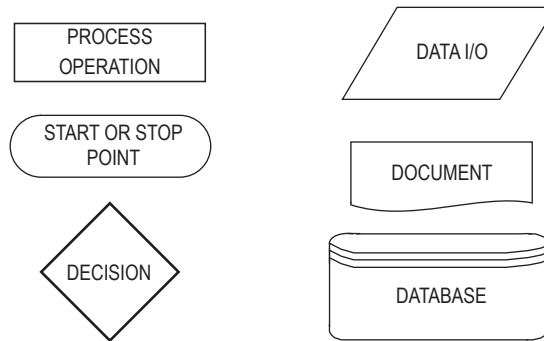 PROCESS
OPERATION
DATA I/O
START OR STOP
POINT
DOCUMENT
DECISION
DATABASE